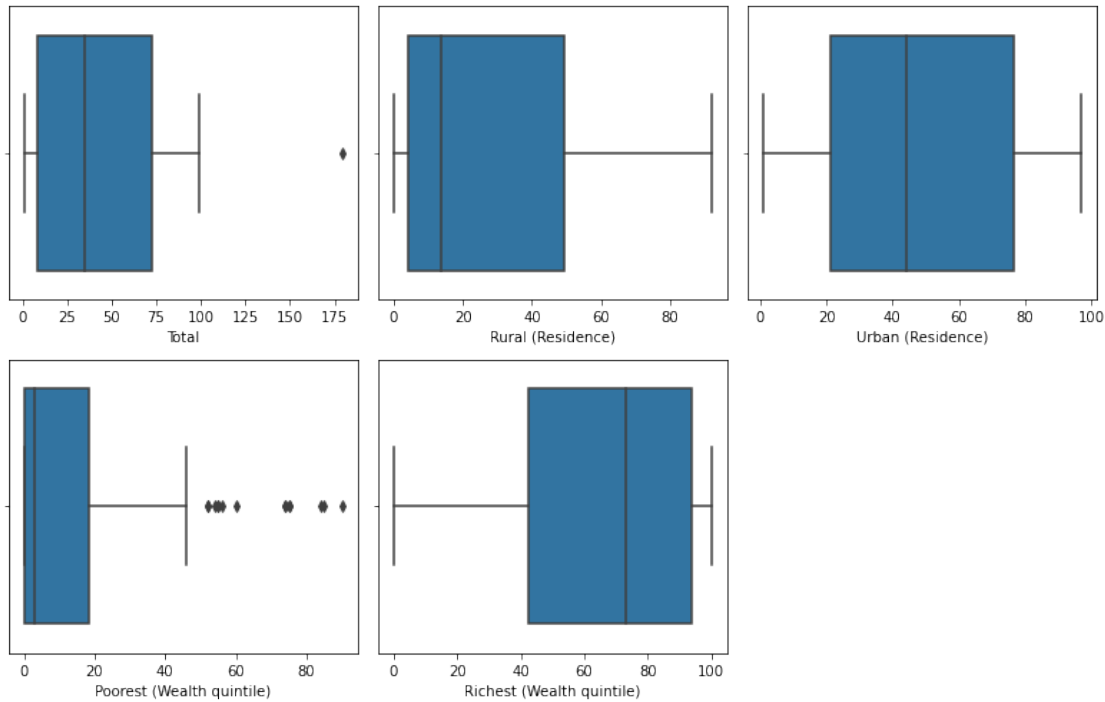 0 25 50 75 100 125 150 175
Total
0 20 40 60 80
Rural (Residence)
0 20 40 60 80 100
Urban (Residence)
0 20 40 60 80
Poorest (Wealth quintile)
0 20 40 60 80 100
Richest (Wealth quintile)